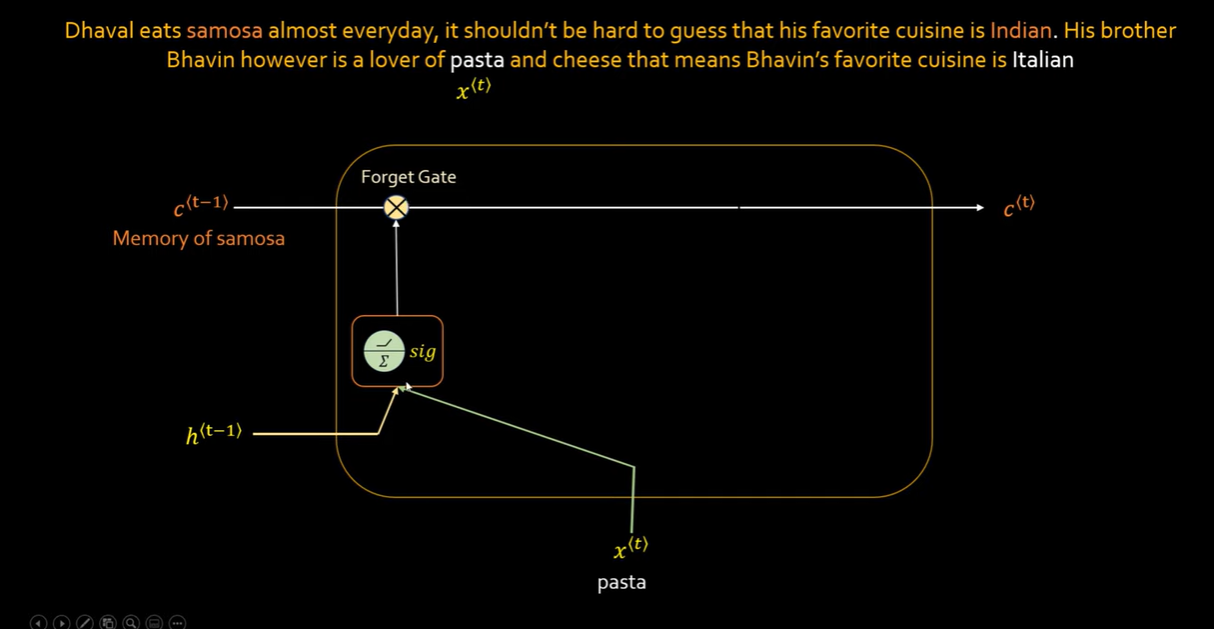 Dhaval eats samosa almost everyday, it shouldn’t be hard to guess that his favorite cuisine is Indian. His brother
Bhavin however is a lover of pasta and cheese that means Bhavin’s favorite cuisine is Italian
x⟨t⟩
Forget Gate
c⟨t−1⟩
c⟨t⟩
Memory of samosa
Σ
sig
h⟨t−1⟩
x⟨t⟩
pasta